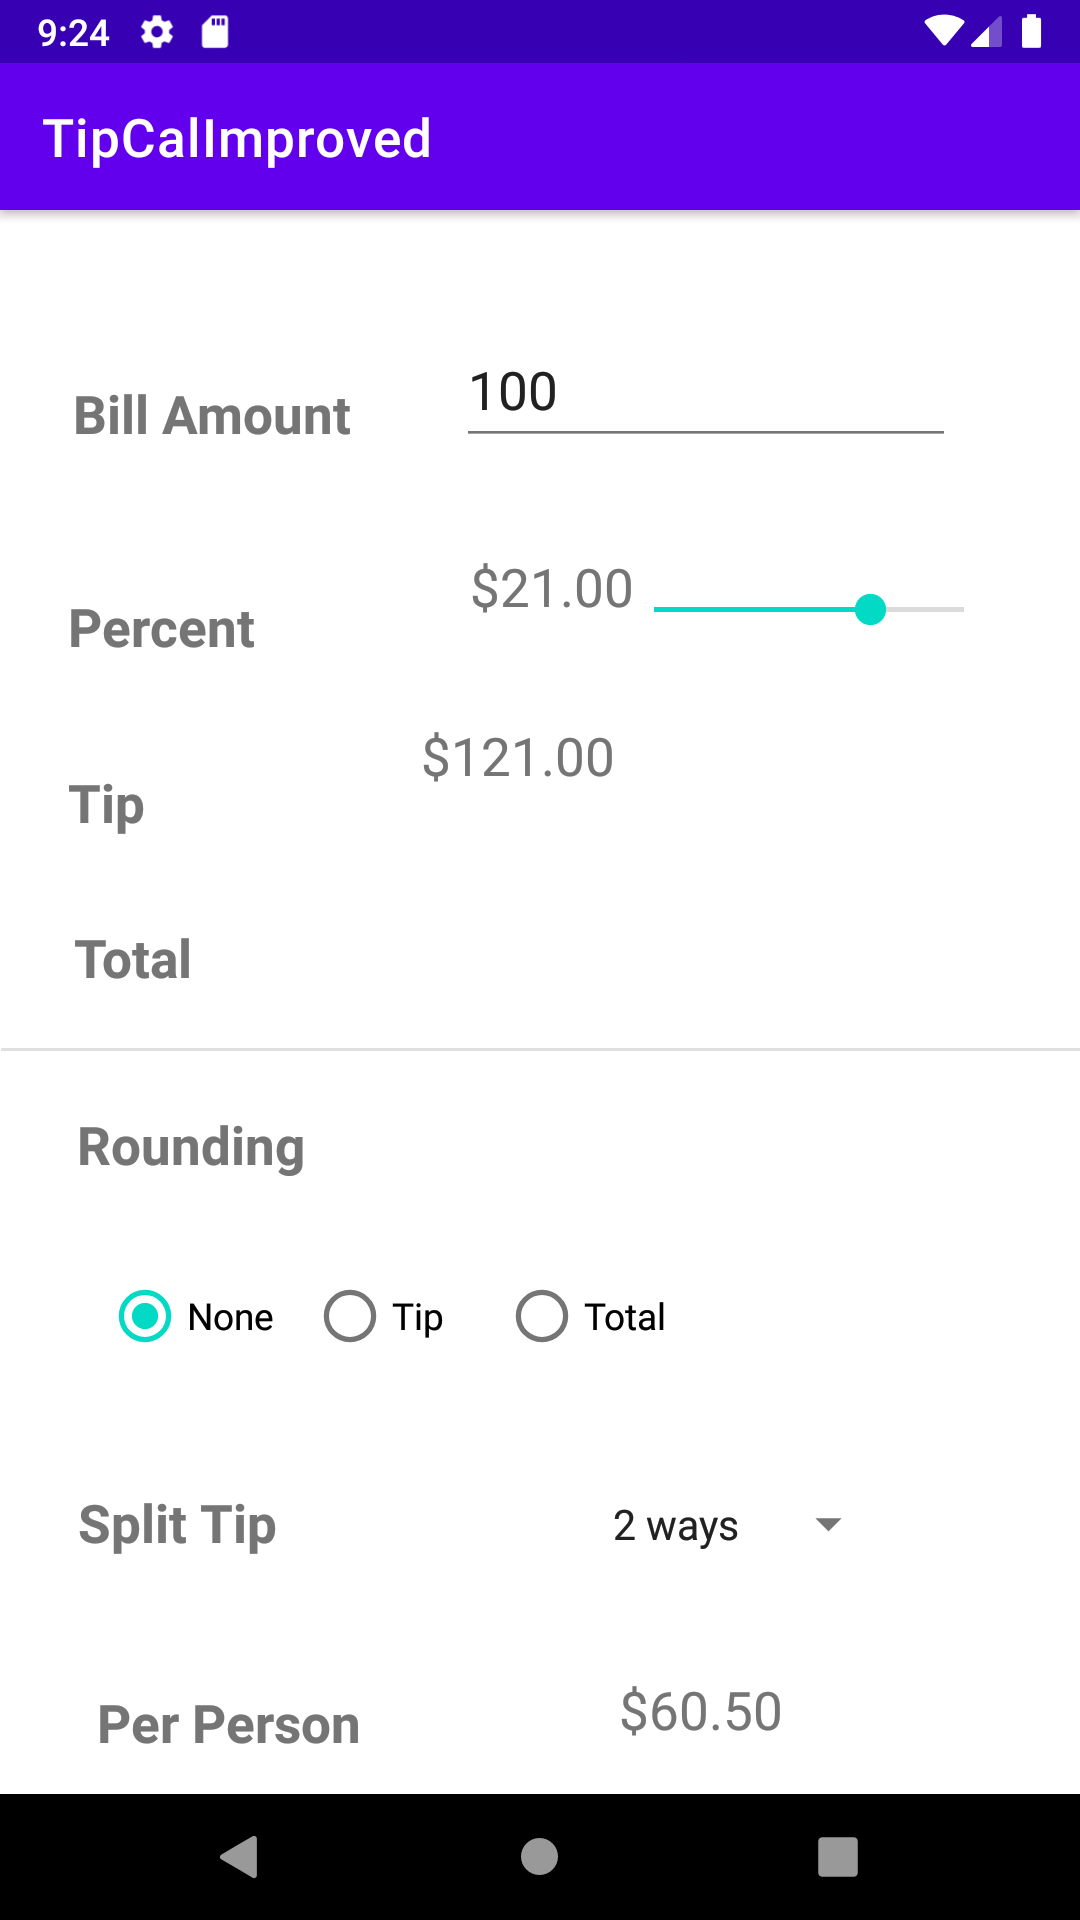 9:24
TipCalImproved
Bill Amount 100
Percent $21.00
Tip $121.00
Total
Rounding
None Tip Total
Split Tip 2 ways
Per Person $60.50